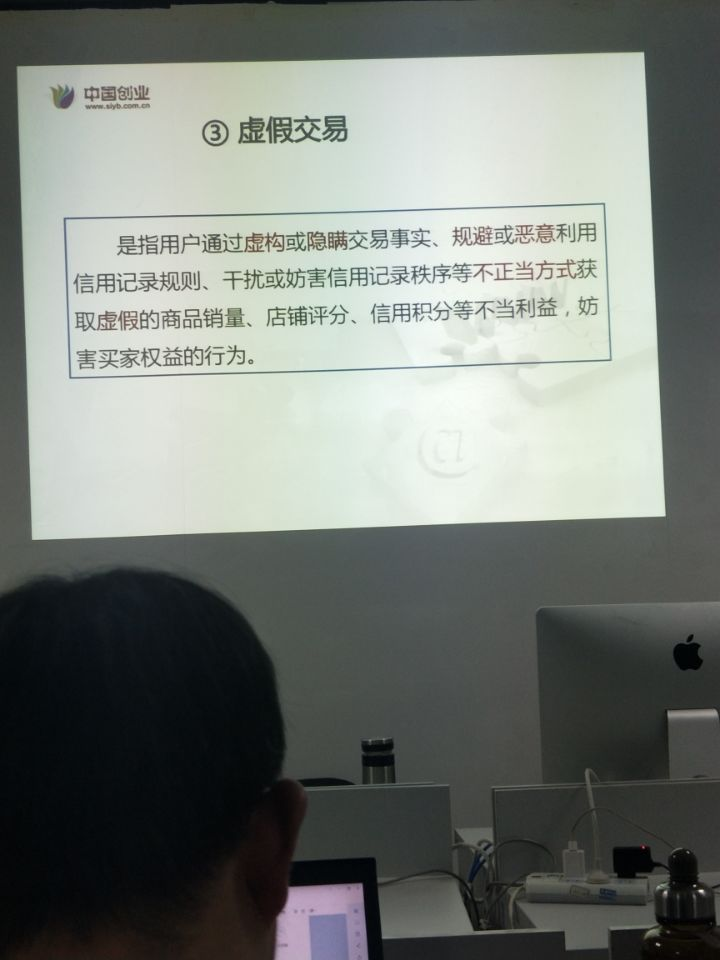 中国创业
www.siyb.com.cn
③ 虚假交易
是指用户通过虚构或隐瞒交易事实、规避或恶意利用
信用记录规则、干扰或妨害信用记录秩序等不正当方式获
取虚假的商品销量、店铺评分、信用积分等不当利益，妨
害买家权益的行为。